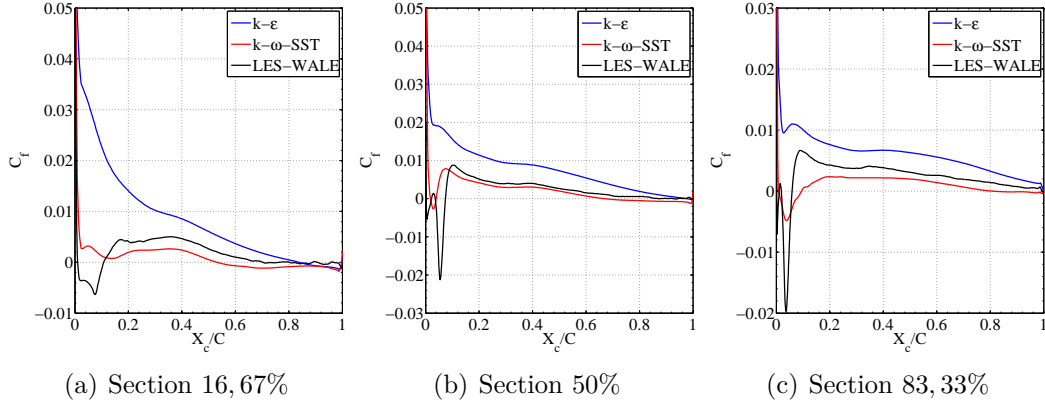 0.05
0.04
0.03
0.02
0.01
0
−0.01
C_f
0 0.2 0.4 0.6 0.8 1
X_c/C
k−ε
k−ω−SST
LES−WALE
(a) Section 16,67%
0.05
0.04
0.03
0.02
0.01
0
−0.01
−0.02
−0.03
C_f
0 0.2 0.4 0.6 0.8 1
X_c/C
k−ε
k−ω−SST
LES−WALE
(b) Section 50%
0.03
0.02
0.01
0
−0.01
−0.02
C_f
0 0.2 0.4 0.6 0.8 1
X_c/C
k−ε
k−ω−SST
LES−WALE
(c) Section 83,33%